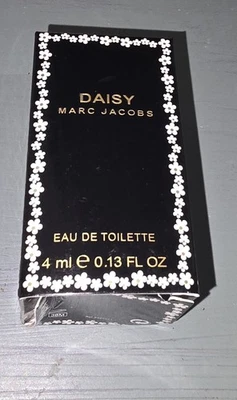 DAISY
MARC JACOBS
EAU DE TOILETTE
4 ml e 0.13 FL OZ